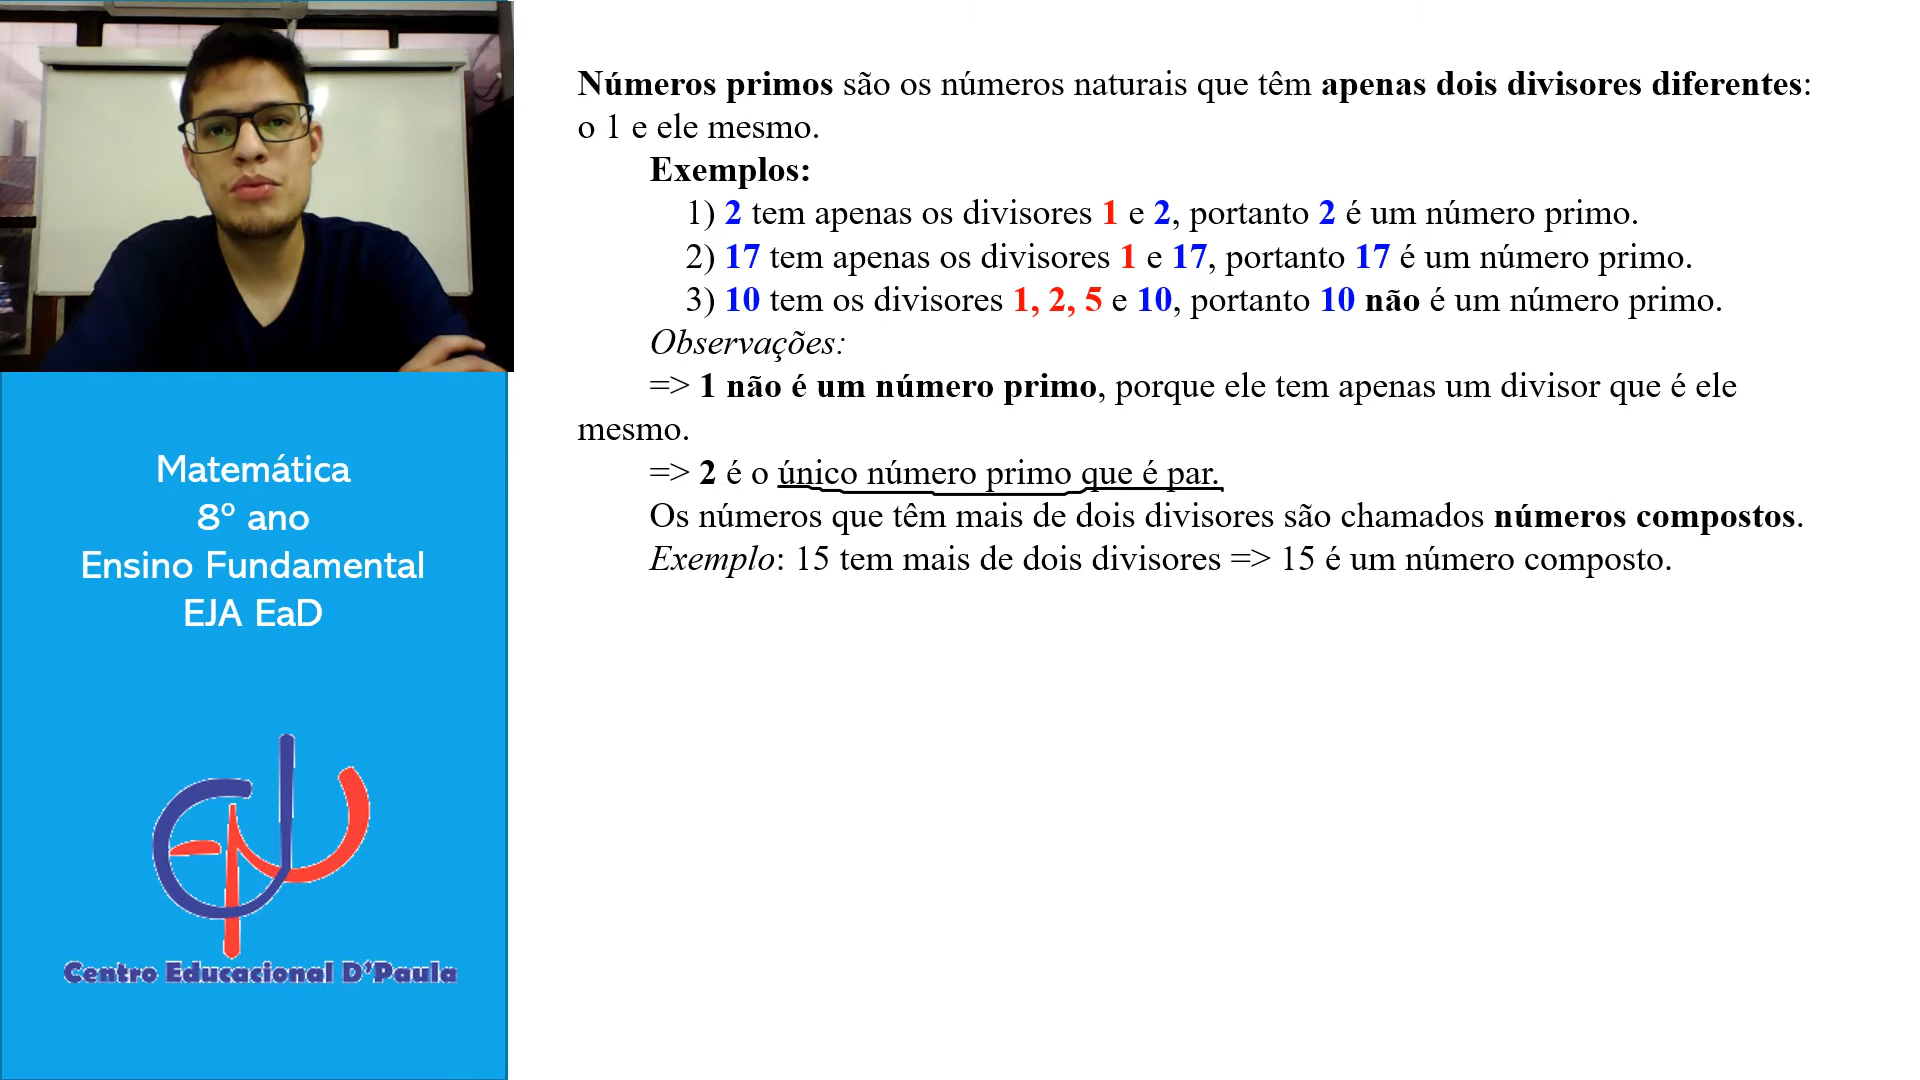 Números primos são os números naturais que têm apenas dois divisores diferentes:
o 1 e ele mesmo.
Exemplos:
1) 2 tem apenas os divisores 1 e 2, portanto 2 é um número primo.
2) 17 tem apenas os divisores 1 e 17, portanto 17 é um número primo.
3) 10 tem os divisores 1, 2, 5 e 10, portanto 10 não é um número primo.
Observações:
=> 1 não é um número primo, porque ele tem apenas um divisor que é ele
mesmo.
=> 2 é o único número primo que é par.
Os números que têm mais de dois divisores são chamados números compostos.
Exemplo: 15 tem mais de dois divisores => 15 é um número composto.
Matemática
8º ano
Ensino Fundamental
EJA EaD
Centro Educacional D'Paula